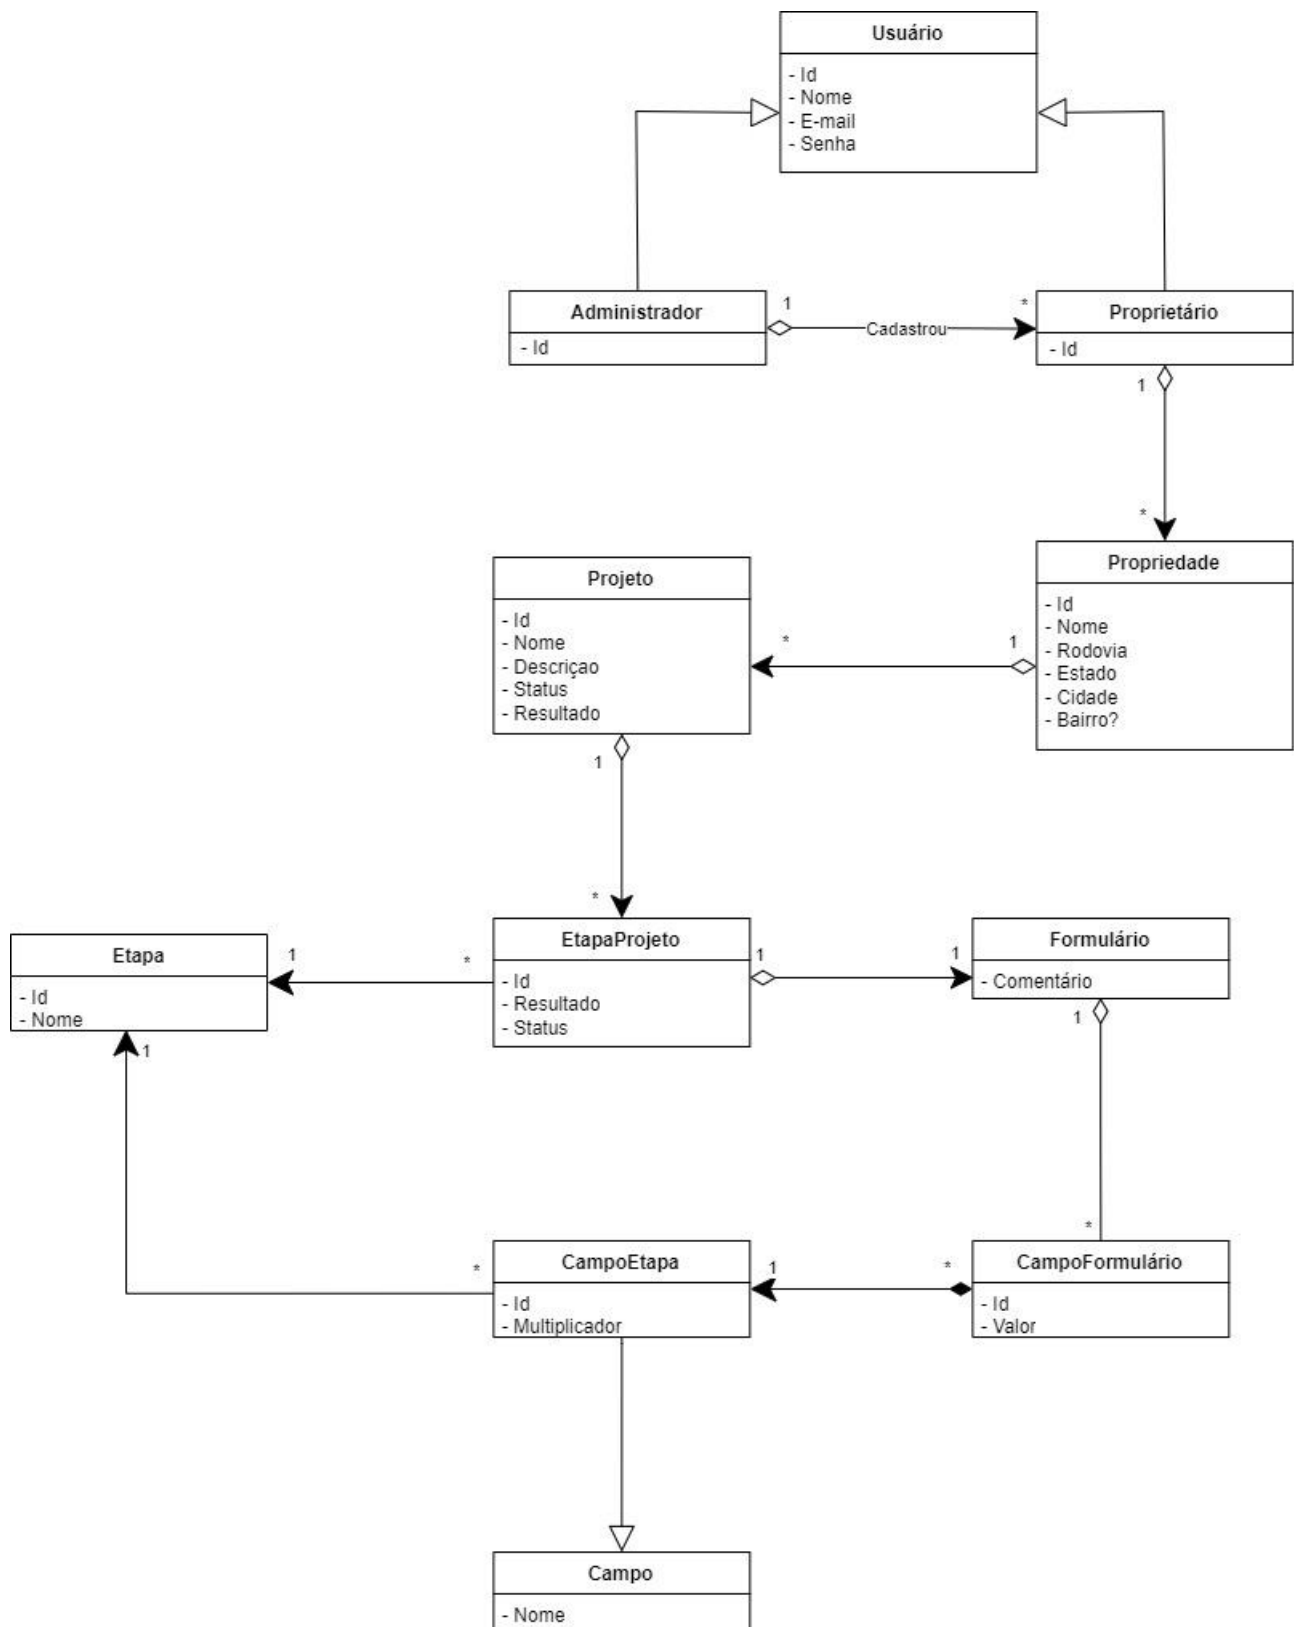 Usuário
- Id
- Nome
- E-mail
- Senha
Administrador
- Id
1
Cadastrou
*
Proprietário
- Id
1
*
Propriedade
- Id
- Nome
- Rodovia
- Estado
- Cidade
- Bairro?
1
*
Projeto
- Id
- Nome
- Descriçao
- Status
- Resultado
1
*
Etapa
- Id
- Nome
1
*
EtapaProjeto
- Id
- Resultado
- Status
1
1
Formulário
- Comentário
1
*
1
*
CampoEtapa
- Id
- Multiplicador
1
*
CampoFormulário
- Id
- Valor
Campo
- Nome